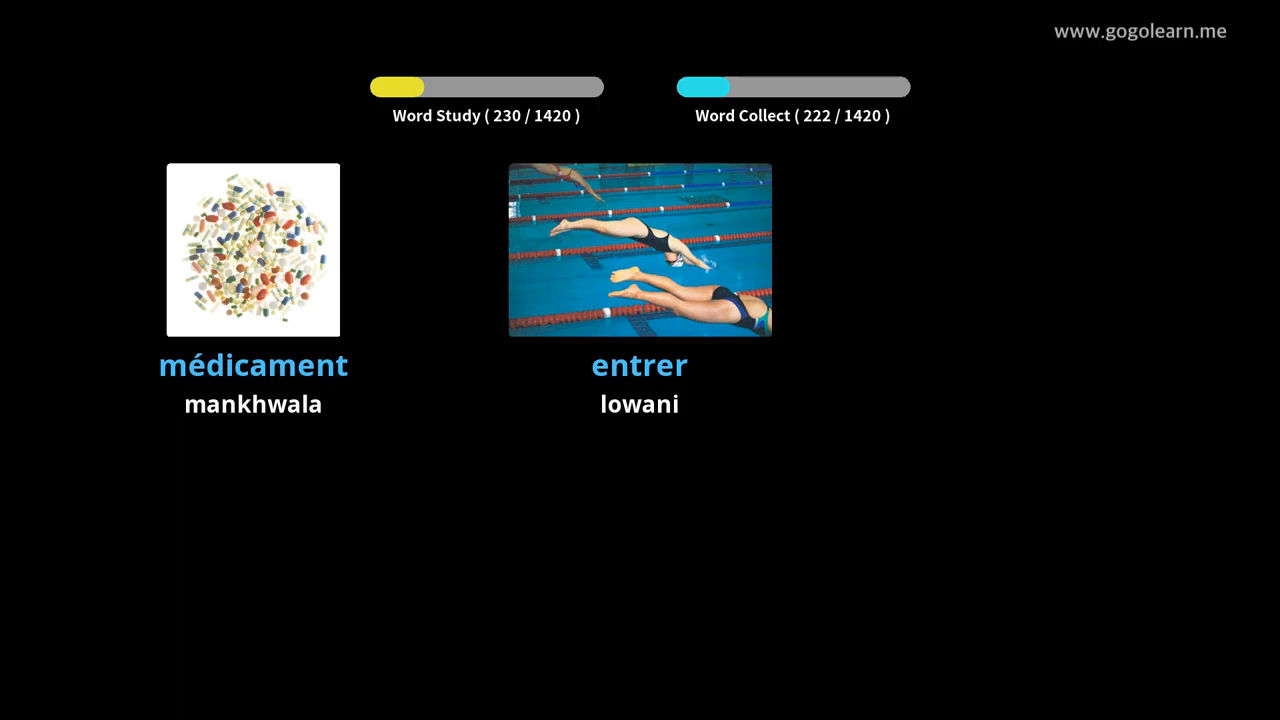 www.gogolearn.me
Word Study ( 230 / 1420 )
Word Collect ( 222 / 1420 )
médicament
mankhwala
entrer
lowani